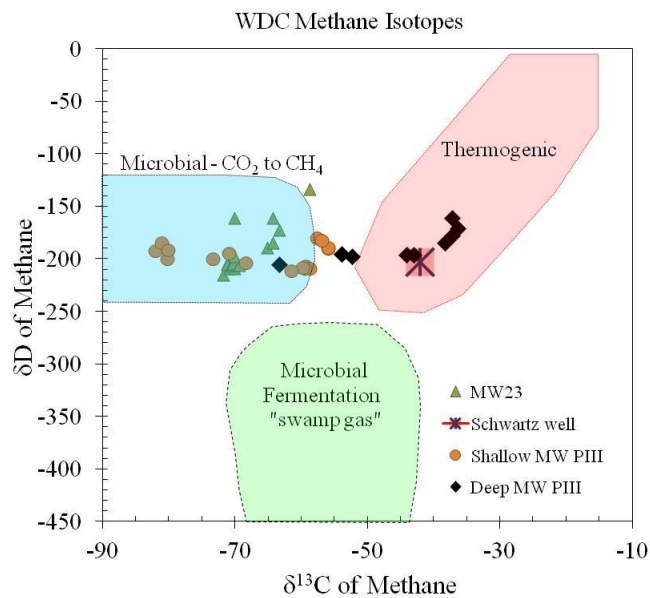 WDC Methane Isotopes
0
-50
-100
-150
-200
-250
-300
-350
-400
-450
δD of Methane
Microbial - CO₂ to CH₄
Thermogenic
Microbial
Fermentation
"swamp gas"
MW23
Schwartz well
Shallow MW PIII
Deep MW PIII
-90 -70 -50 -30 -10
δ¹³C of Methane